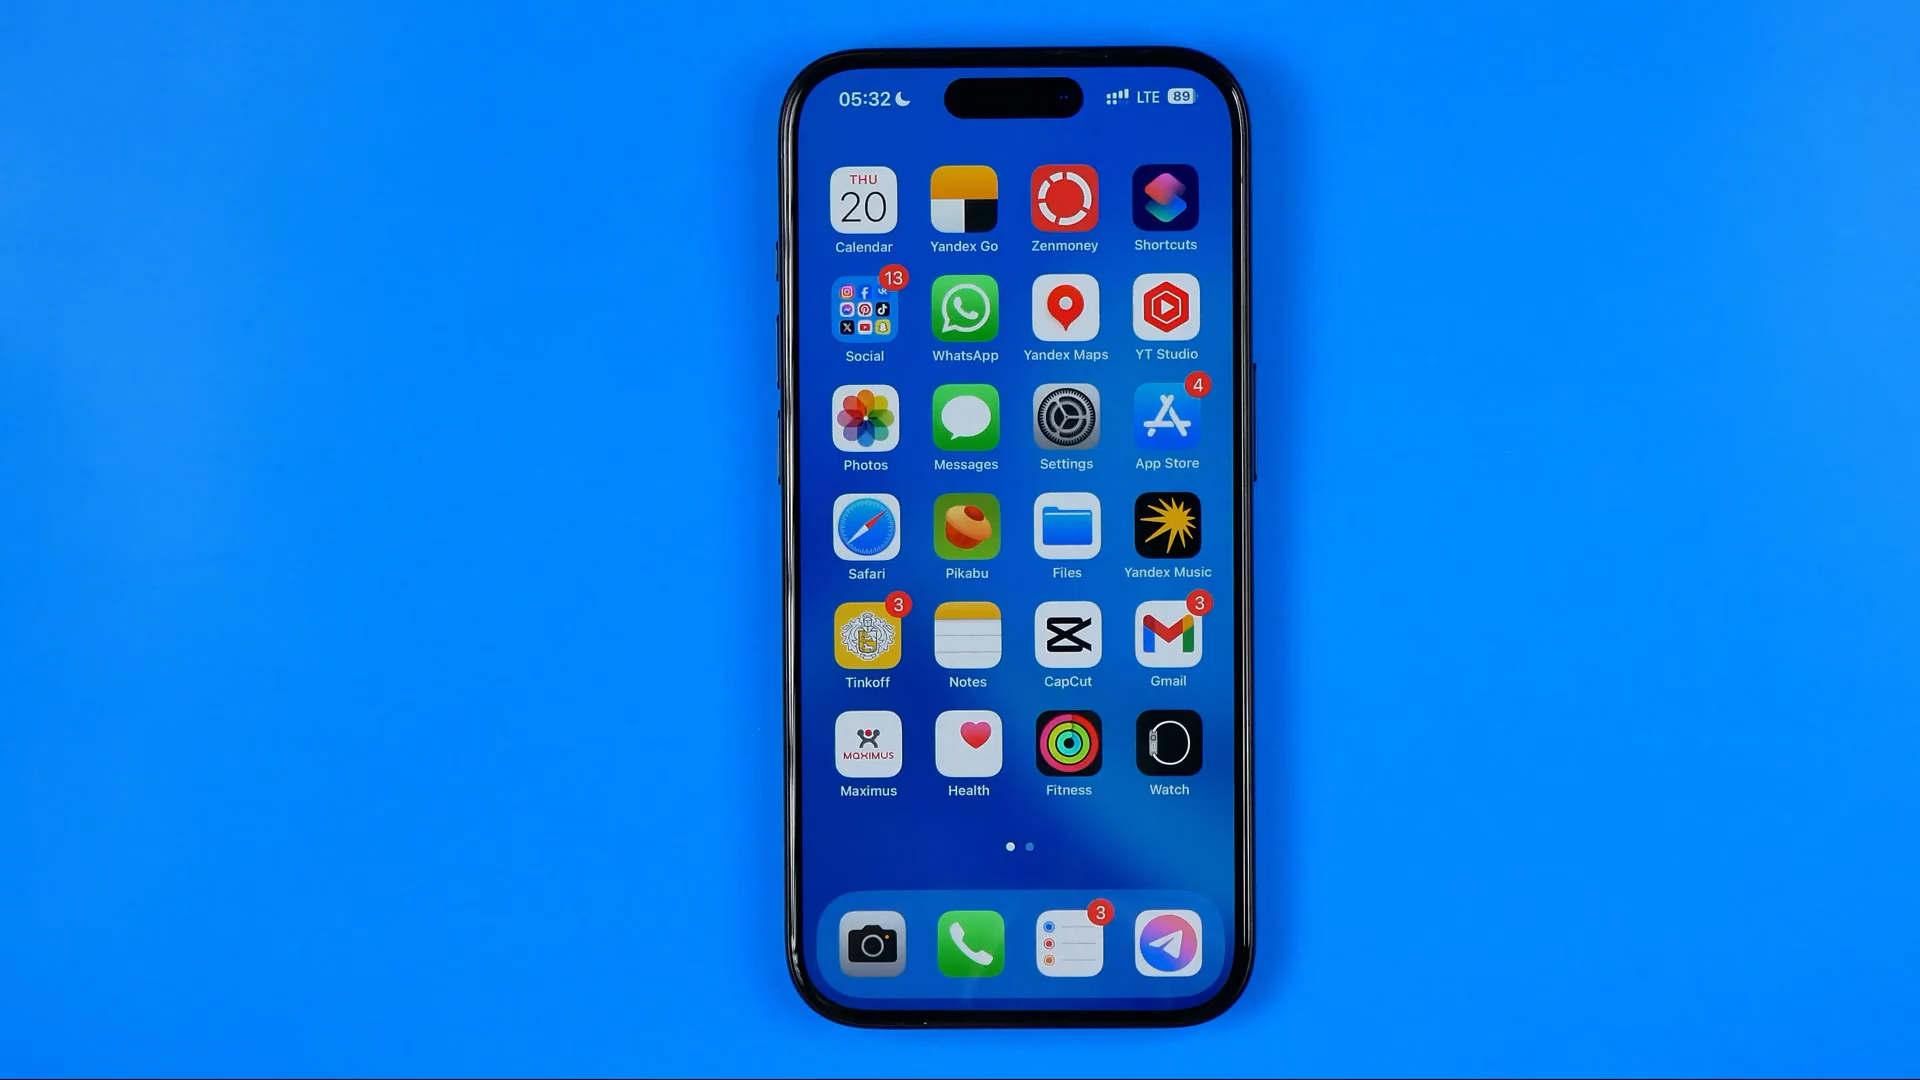 05:32 LTE 89
THU
20
Calendar Yandex Go Zenmoney Shortcuts
13
Social WhatsApp Yandex Maps YT Studio
4
Photos Messages Settings App Store
Safari Pikabu Files Yandex Music
3 3
Tinkoff Notes CapCut Gmail
MAXIMUS
Maximus Health Fitness Watch
3